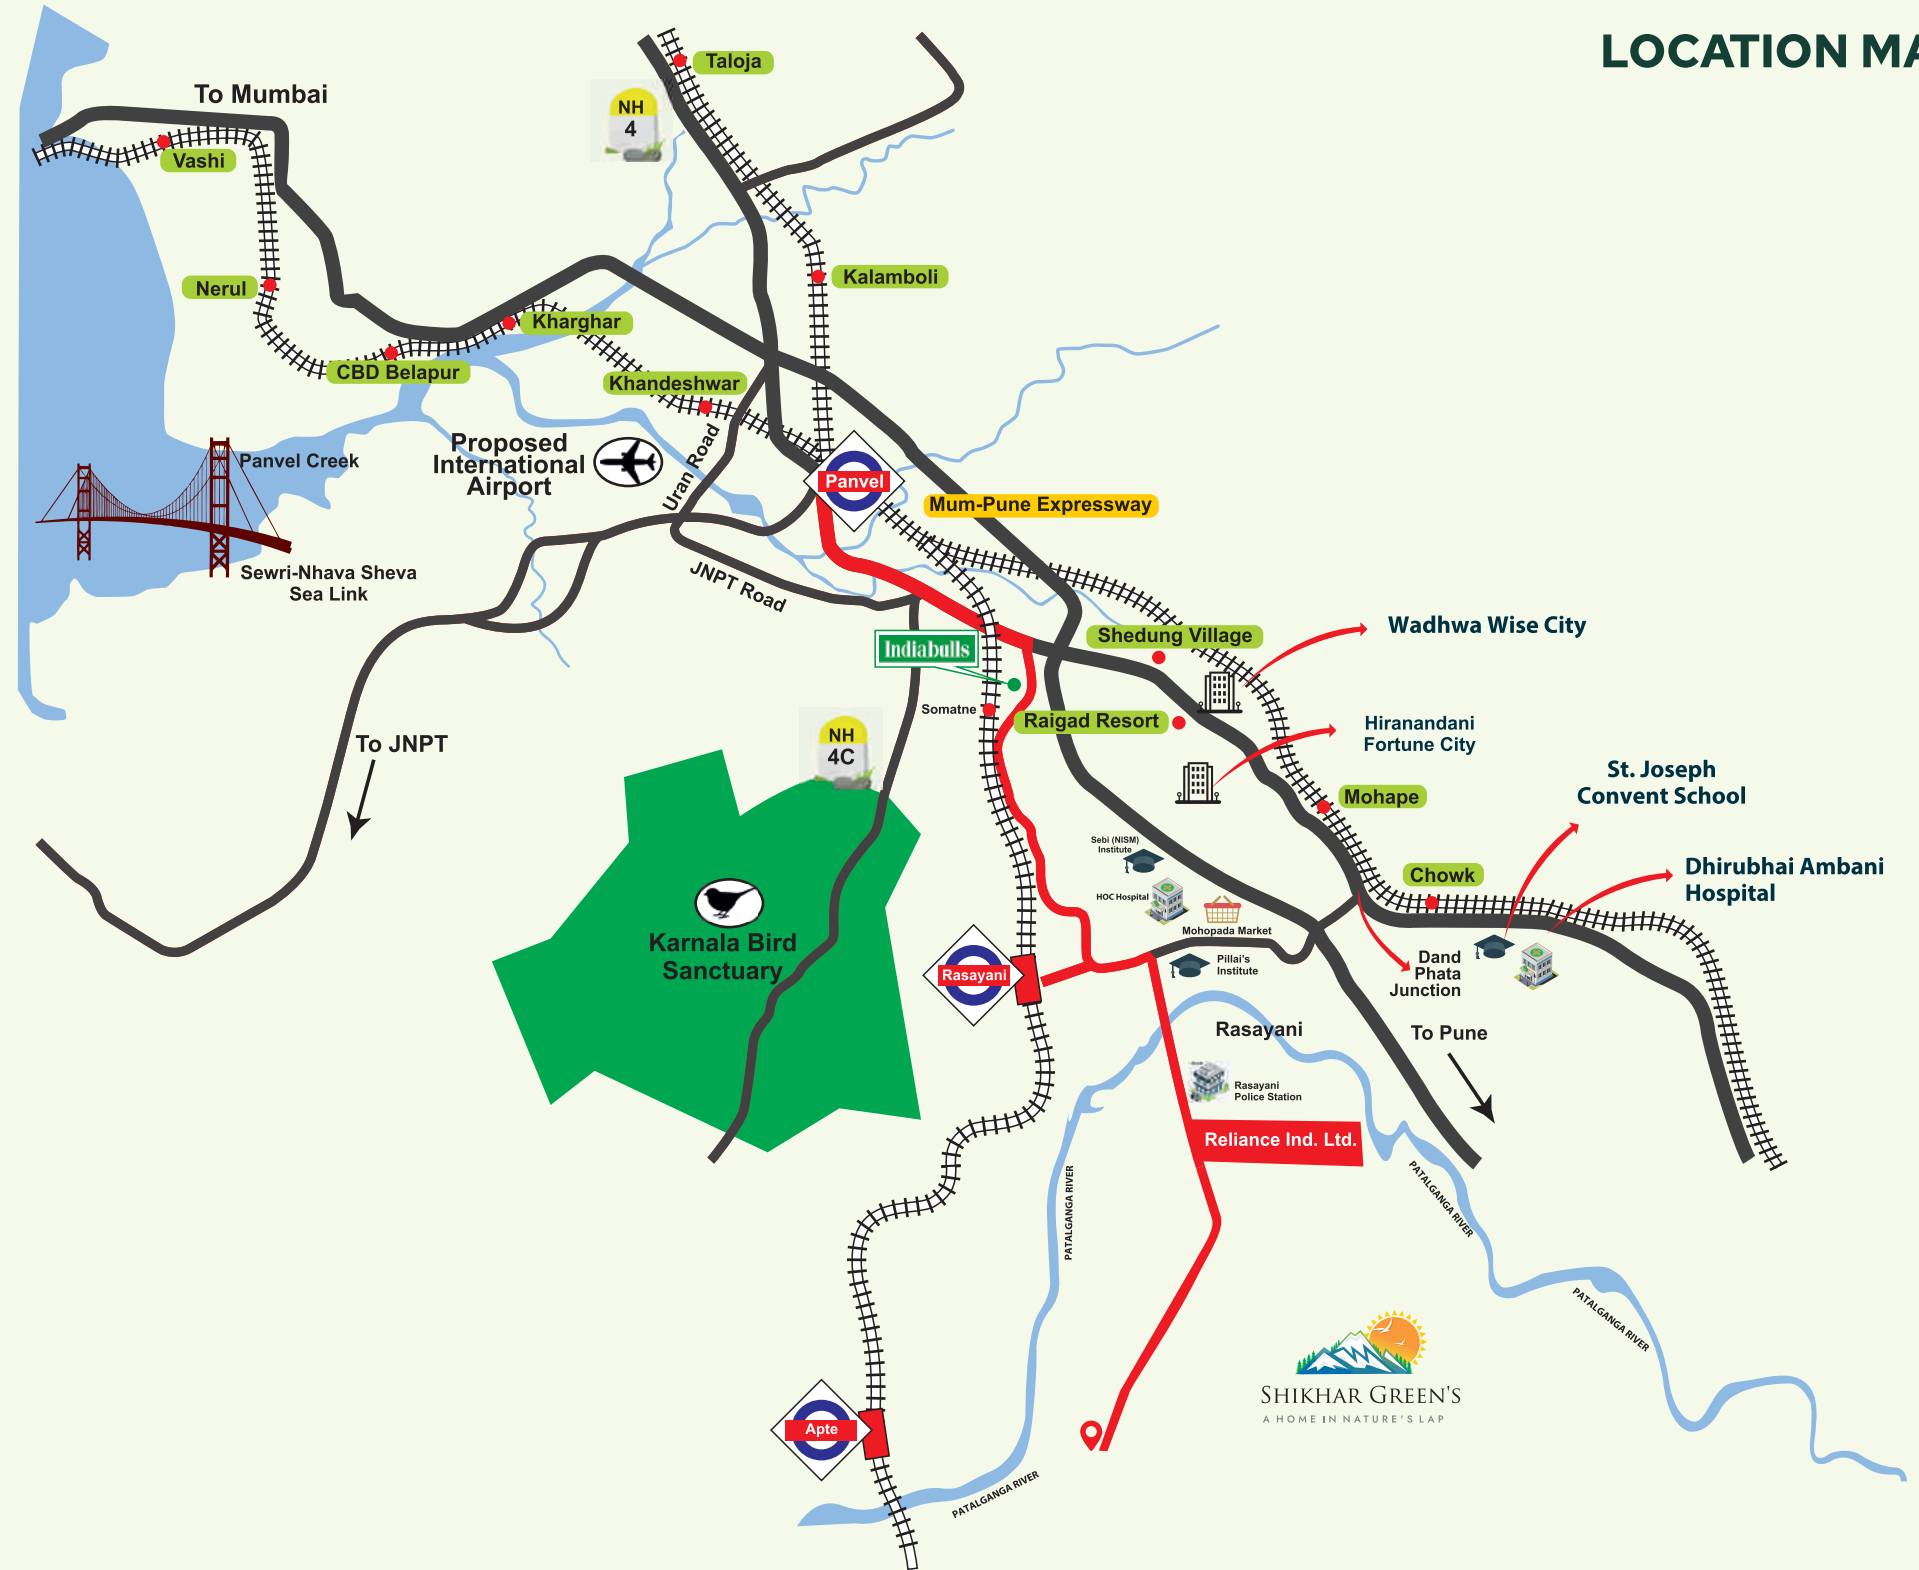 LOCATION MA
Taloja
To Mumbai
NH
4
Vashi
Kalamboli
Nerul
Kharghar
CBD Belapur
Khandeshwar
Proposed
International
Airport
Uran Road
Panvel Creek
Panvel
Mum-Pune Expressway
Sewri-Nhava Sheva
Sea Link
JNPT Road
Indiabulls
Shedung Village
Wadhwa Wise City
Somatne
Raigad Resort
Hiranandani
Fortune City
NH
4C
To JNPT
St. Joseph
Convent School
Mohape
Sebi (NISM)
Institute
HOC Hospital
Chowk
Dhirubhai Ambani
Hospital
Mohopada Market
Karnala Bird
Sanctuary
Rasayani
Pillai's
Institute
Dand
Phata
Junction
Rasayani
To Pune
Rasayani
Police Station
Reliance Ind. Ltd.
PATALGANGA RIVER
PATALGANGA RIVER
PATALGANGA RIVER
SHIKHAR GREEN'S
A HOME IN NATURE'S LAP
Apte
PATALGANGA RIVER